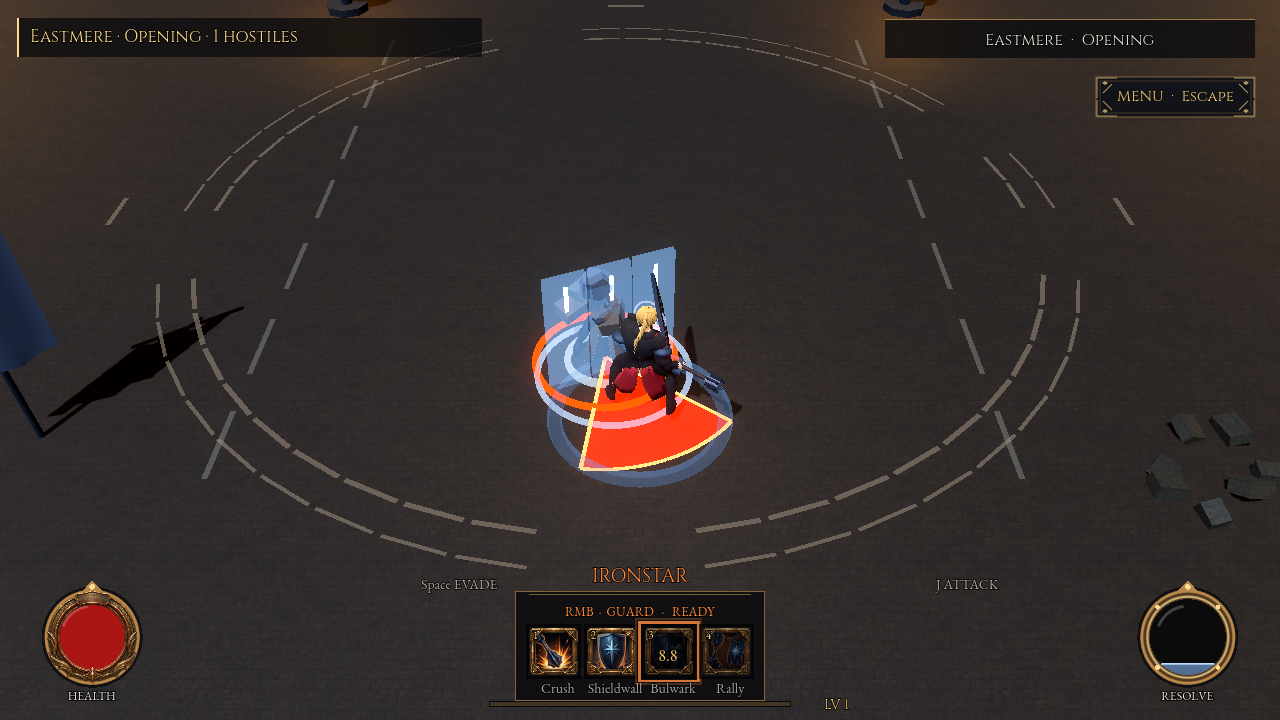 EASTMERE · OPENING · 1 HOSTILES
EASTMERE · OPENING
MENU · ESCAPE
Space EVADE
IRONSTAR
J ATTACK
RMB · GUARD · READY
1
2
3
4
8.8
Crush
Shieldwall
Bulwark
Rally
HEALTH
RESOLVE
LV 1